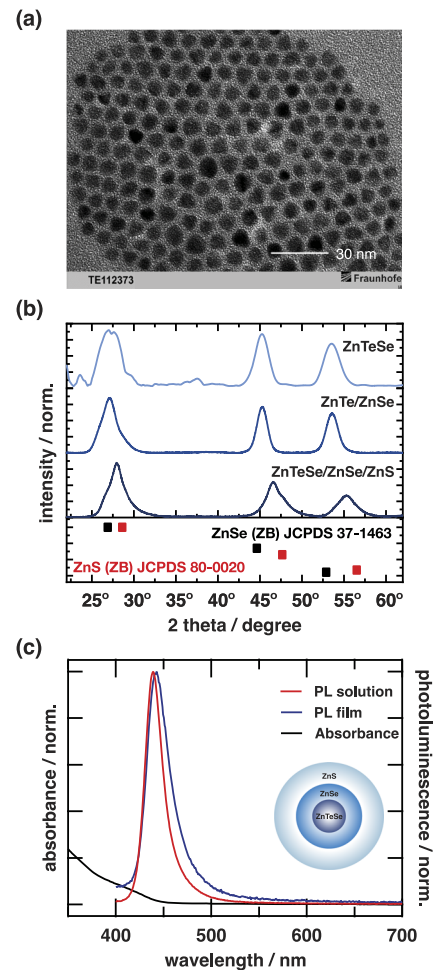 (a)
30 nm
TE112373
Fraunhofe
(b)
intensity / norm.
ZnTeSe
ZnTe/ZnSe
ZnTeSe/ZnSe/ZnS
ZnSe (ZB) JCPDS 37-1463
ZnS (ZB) JCPDS 80-0020
25° 30° 35° 40° 45° 50° 55° 60°
2 theta / degree
(c)
absorbance / norm.
photoluminescence / norm.
PL solution
PL film
Absorbance
ZnS
ZnSe
ZnTeSe
400 500 600 700
wavelength / nm